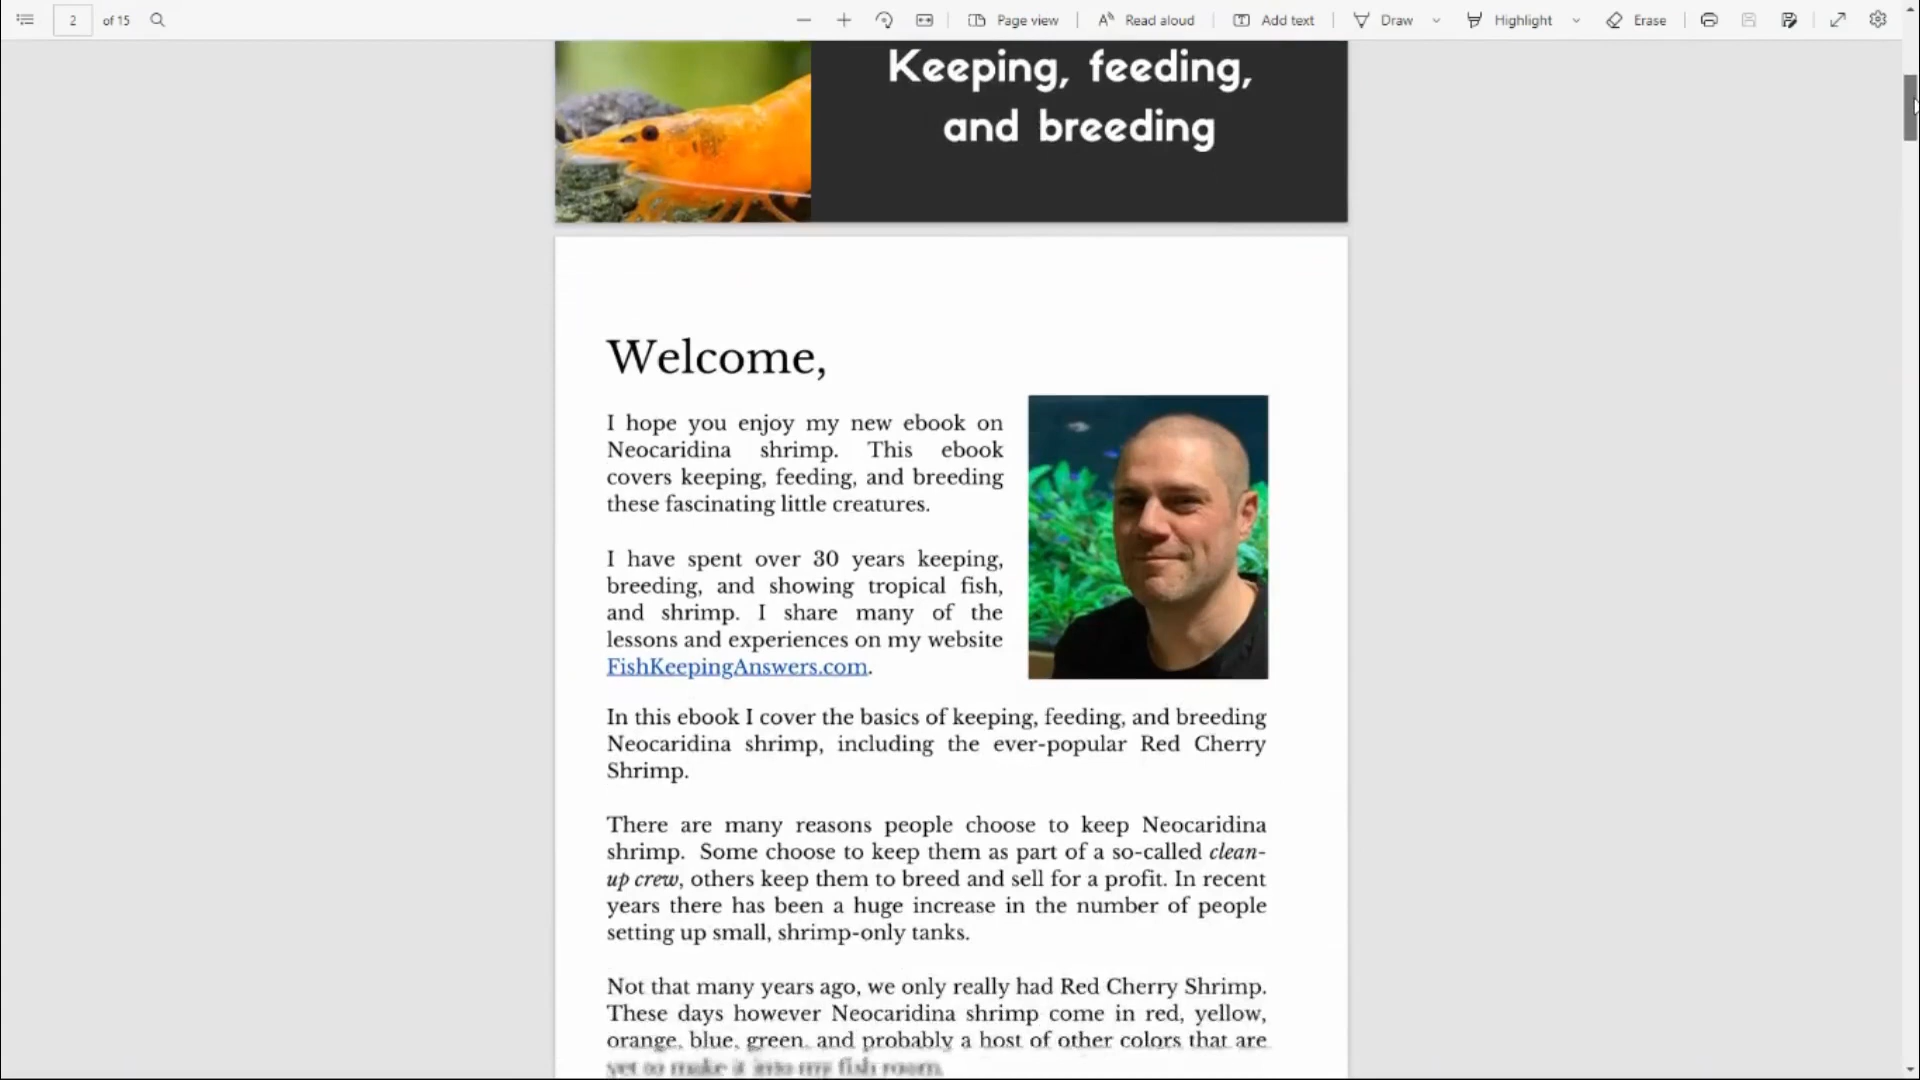 2 of 15 Page view Read aloud Add text Draw Highlight Erase
Keeping, feeding,
and breeding
Welcome,
I hope you enjoy my new ebook on
Neocaridina shrimp. This ebook
covers keeping, feeding, and breeding
these fascinating little creatures.
I have spent over 30 years keeping,
breeding, and showing tropical fish,
and shrimp. I share many of the
lessons and experiences on my website
FishKeepingAnswers.com.
In this ebook I cover the basics of keeping, feeding, and breeding
Neocaridina shrimp, including the ever-popular Red Cherry
Shrimp.
There are many reasons people choose to keep Neocaridina
shrimp. Some choose to keep them as part of a so-called clean-
up crew, others keep them to breed and sell for a profit. In recent
years there has been a huge increase in the number of people
setting up small, shrimp-only tanks.
Not that many years ago, we only really had Red Cherry Shrimp.
These days however Neocaridina shrimp come in red, yellow,
orange, blue, green, and probably a host of other colors that are
yet to make it into my fish room.